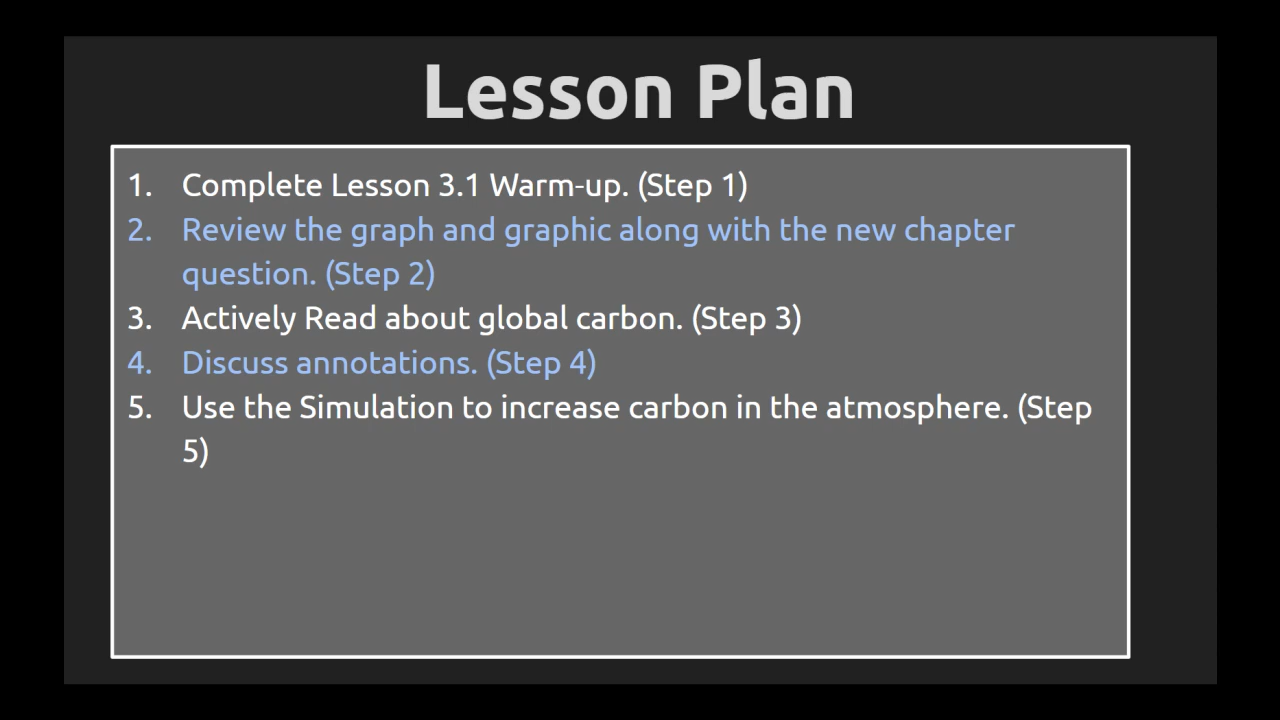 Lesson Plan
1. Complete Lesson 3.1 Warm-up. (Step 1)
2. Review the graph and graphic along with the new chapter
question. (Step 2)
3. Actively Read about global carbon. (Step 3)
4. Discuss annotations. (Step 4)
5. Use the Simulation to increase carbon in the atmosphere. (Step
5)